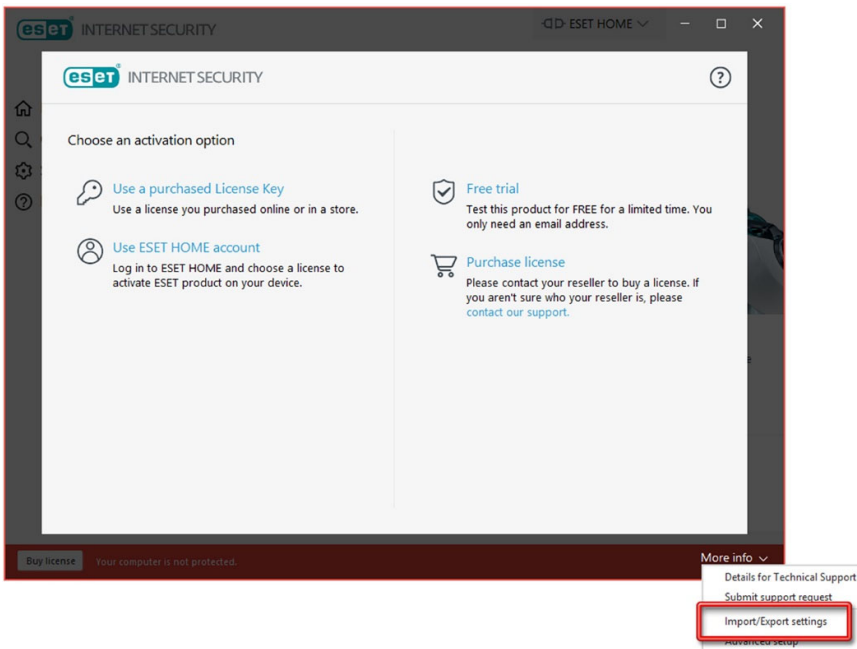 eset INTERNET SECURITY
ESET HOME
eset INTERNET SECURITY
Choose an activation option
Use a purchased License Key
Use a license you purchased online or in a store.
Use ESET HOME account
Log in to ESET HOME and choose a license to
activate ESET product on your device.
Free trial
Test this product for FREE for a limited time. You
only need an email address.
Purchase license
Please contact your reseller to buy a license. If
you aren't sure who your reseller is, please
contact our support.
Buy license
Your computer is not protected.
More info
Details for Technical Support
Submit support request
Import/Export settings
Advanced setup